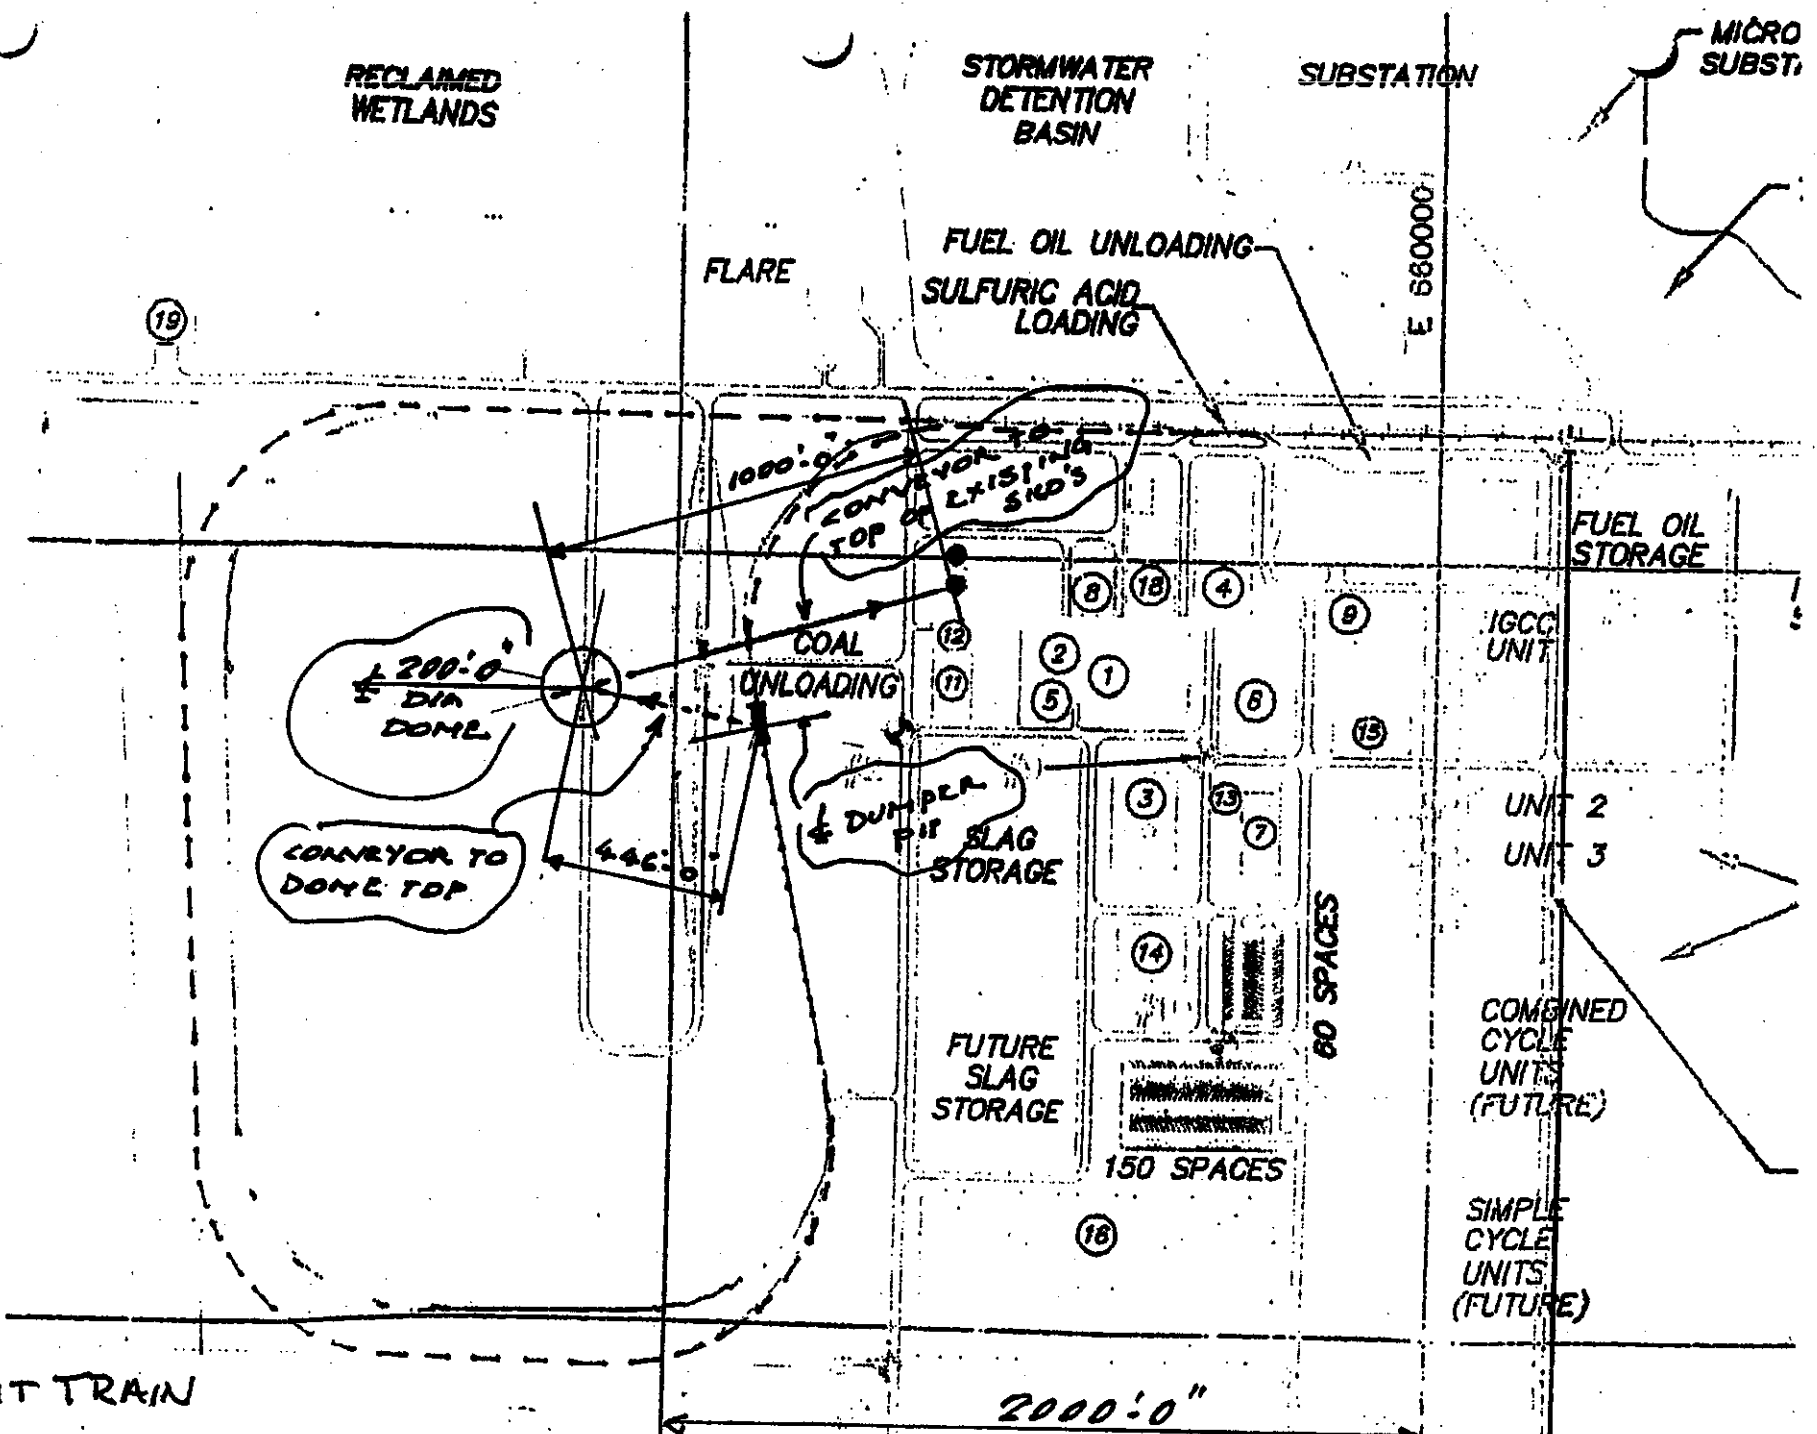 RECLAIMED
WETLANDS
STORMWATER
DETENTION
BASIN
SUBSTATION
MICRO
SUBST
FLARE
FUEL OIL UNLOADING
SULFURIC ACID
LOADING
E 660000
19
1000'-0"
CONVEYOR TO
TOP OF EXISTING
SILO'S
FUEL OIL
STORAGE
8
18
4
9
IGCC
UNIT
12
COAL
UNLOADING
11
2
1
5
6
15
℄ 200'-0"
DIA
DOME
CONVEYOR TO
DOME TOP
446'-0
℄ DUMPER
PIT
SLAG
STORAGE
3
13
7
UNIT 2
UNIT 3
14
60 SPACES
FUTURE
SLAG
STORAGE
150 SPACES
COMBINED
CYCLE
UNITS
(FUTURE)
16
SIMPLE
CYCLE
UNITS
(FUTURE)
IT TRAIN
2000'-0"